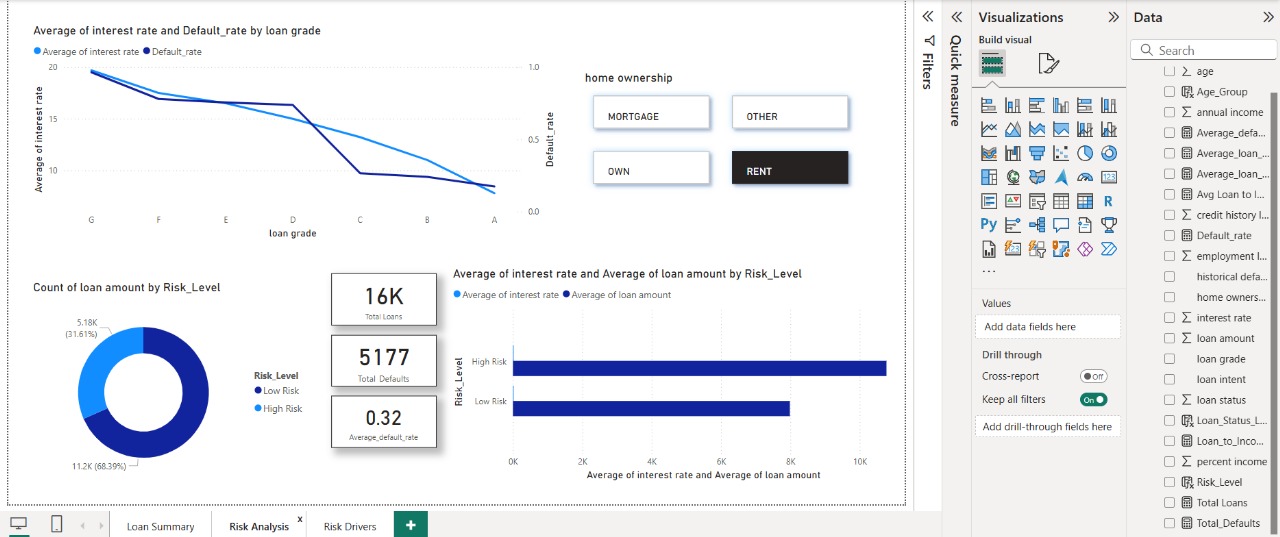 Average of interest rate and Default_rate by loan grade
Average of interest rate Default_rate
20
15
10
Average of interest rate
1.0
0.5
0.0
Default_rate
G F E D C B A
loan grade
home ownership
MORTGAGE
OTHER
OWN
RENT
Count of loan amount by Risk_Level
5.18K
(31.61%)
11.2K (68.39%)
Risk_Level
Low Risk
High Risk
16K
Total Loans
5177
Total_Defaults
0.32
Average_default_rate
Average of interest rate and Average of loan amount by Risk_Level
Average of interest rate Average of loan amount
Risk_Level
High Risk
Low Risk
0K 2K 4K 6K 8K 10K
Average of interest rate and Average of loan amount
Loan Summary
Risk Analysis x
Risk Drivers
+
Filters
Quick measure
Visualizations
Build visual
123
R
Py
...
Values
Add data fields here
Drill through
Cross-report
Off
Keep all filters
On
Add drill-through fields here
Data
Search
age
Age_Group
annual income
Average_defa...
Average_loan_...
Average_loan_...
Avg Loan to I...
credit history l...
Default_rate
employment l...
historical defa...
home owners...
interest rate
loan amount
loan grade
loan intent
loan status
Loan_Status_L...
Loan_to_Inco...
percent income
Risk_Level
Total Loans
Total_Defaults